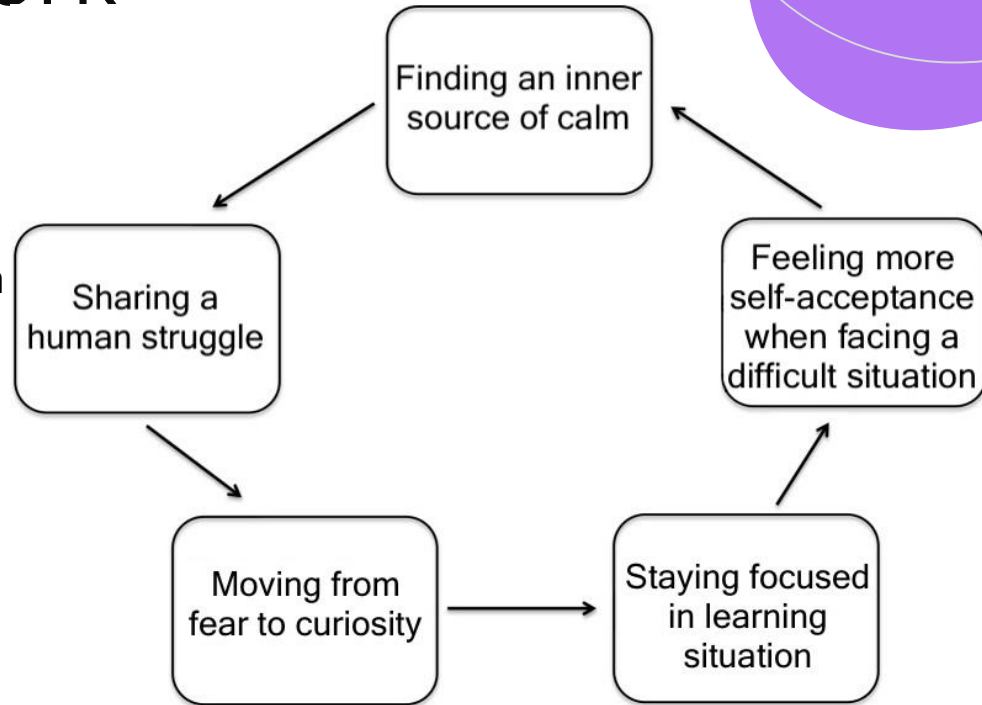 Finding an inner
source of calm
Sharing a
human struggle
Moving from
fear to curiosity
Staying focused
in learning
situation
Feeling more
self-acceptance
when facing a
difficult situation